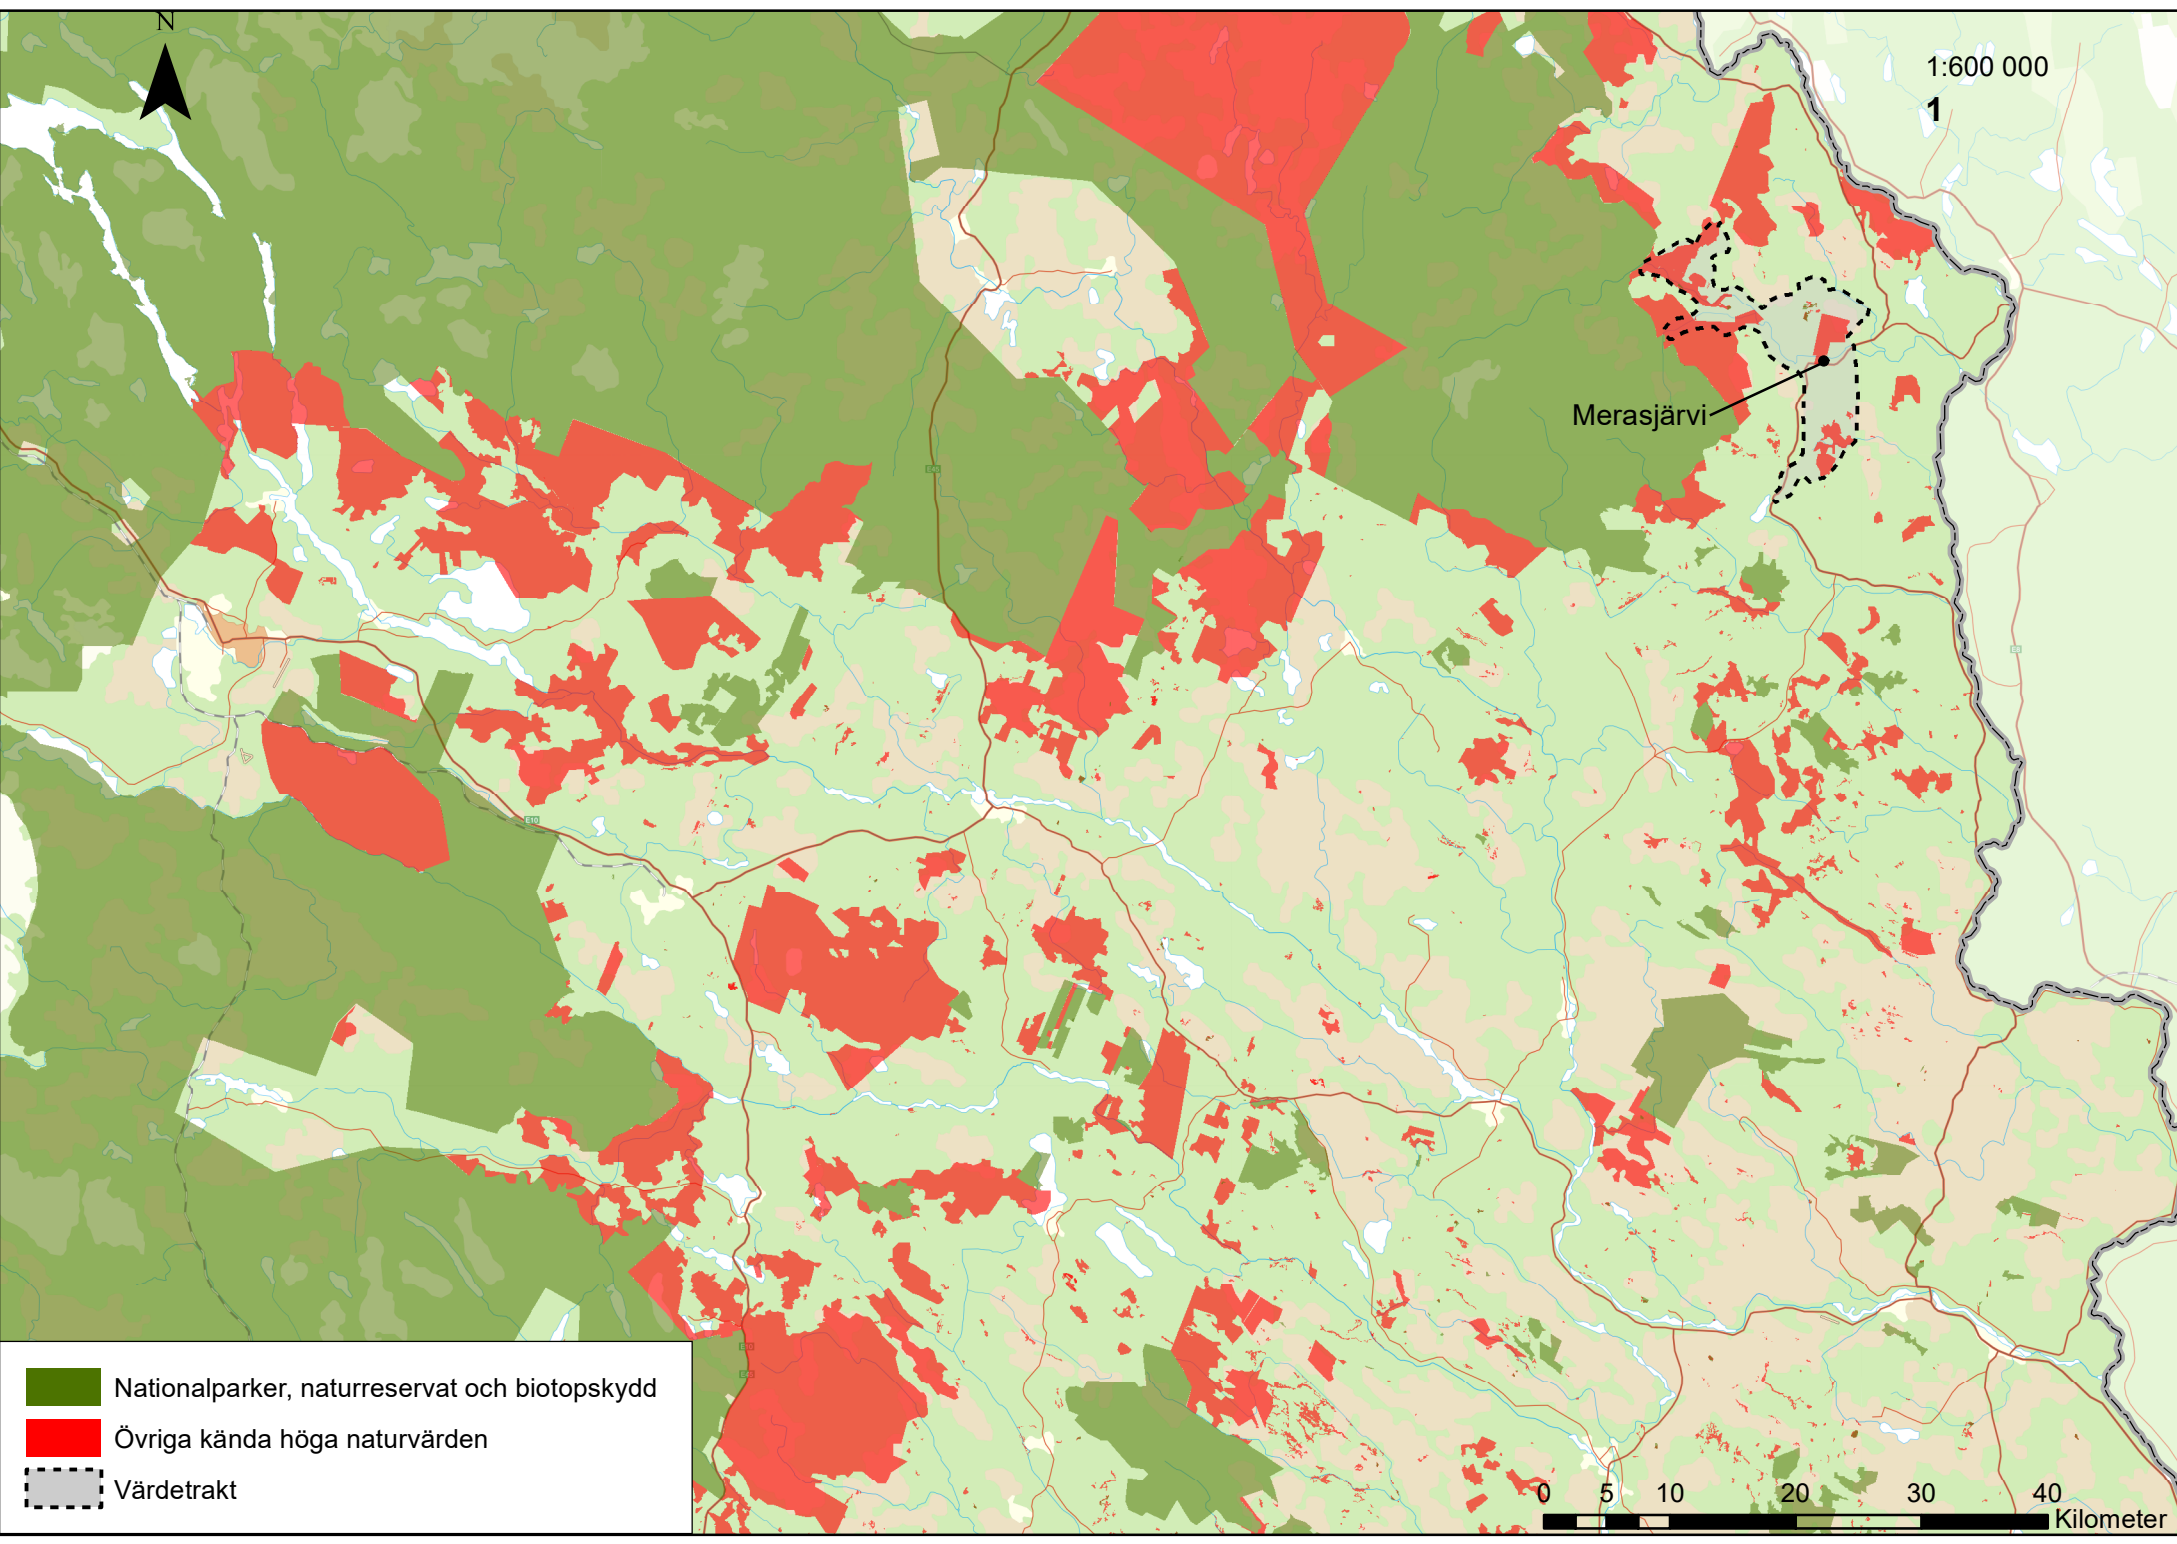 N
1:600 000
1
Merasjärvi
E10
Nationalparker, naturreservat och biotopskydd
Övriga kända höga naturvärden
Värdetrakt
0 5 10 20 30 40
Kilometer